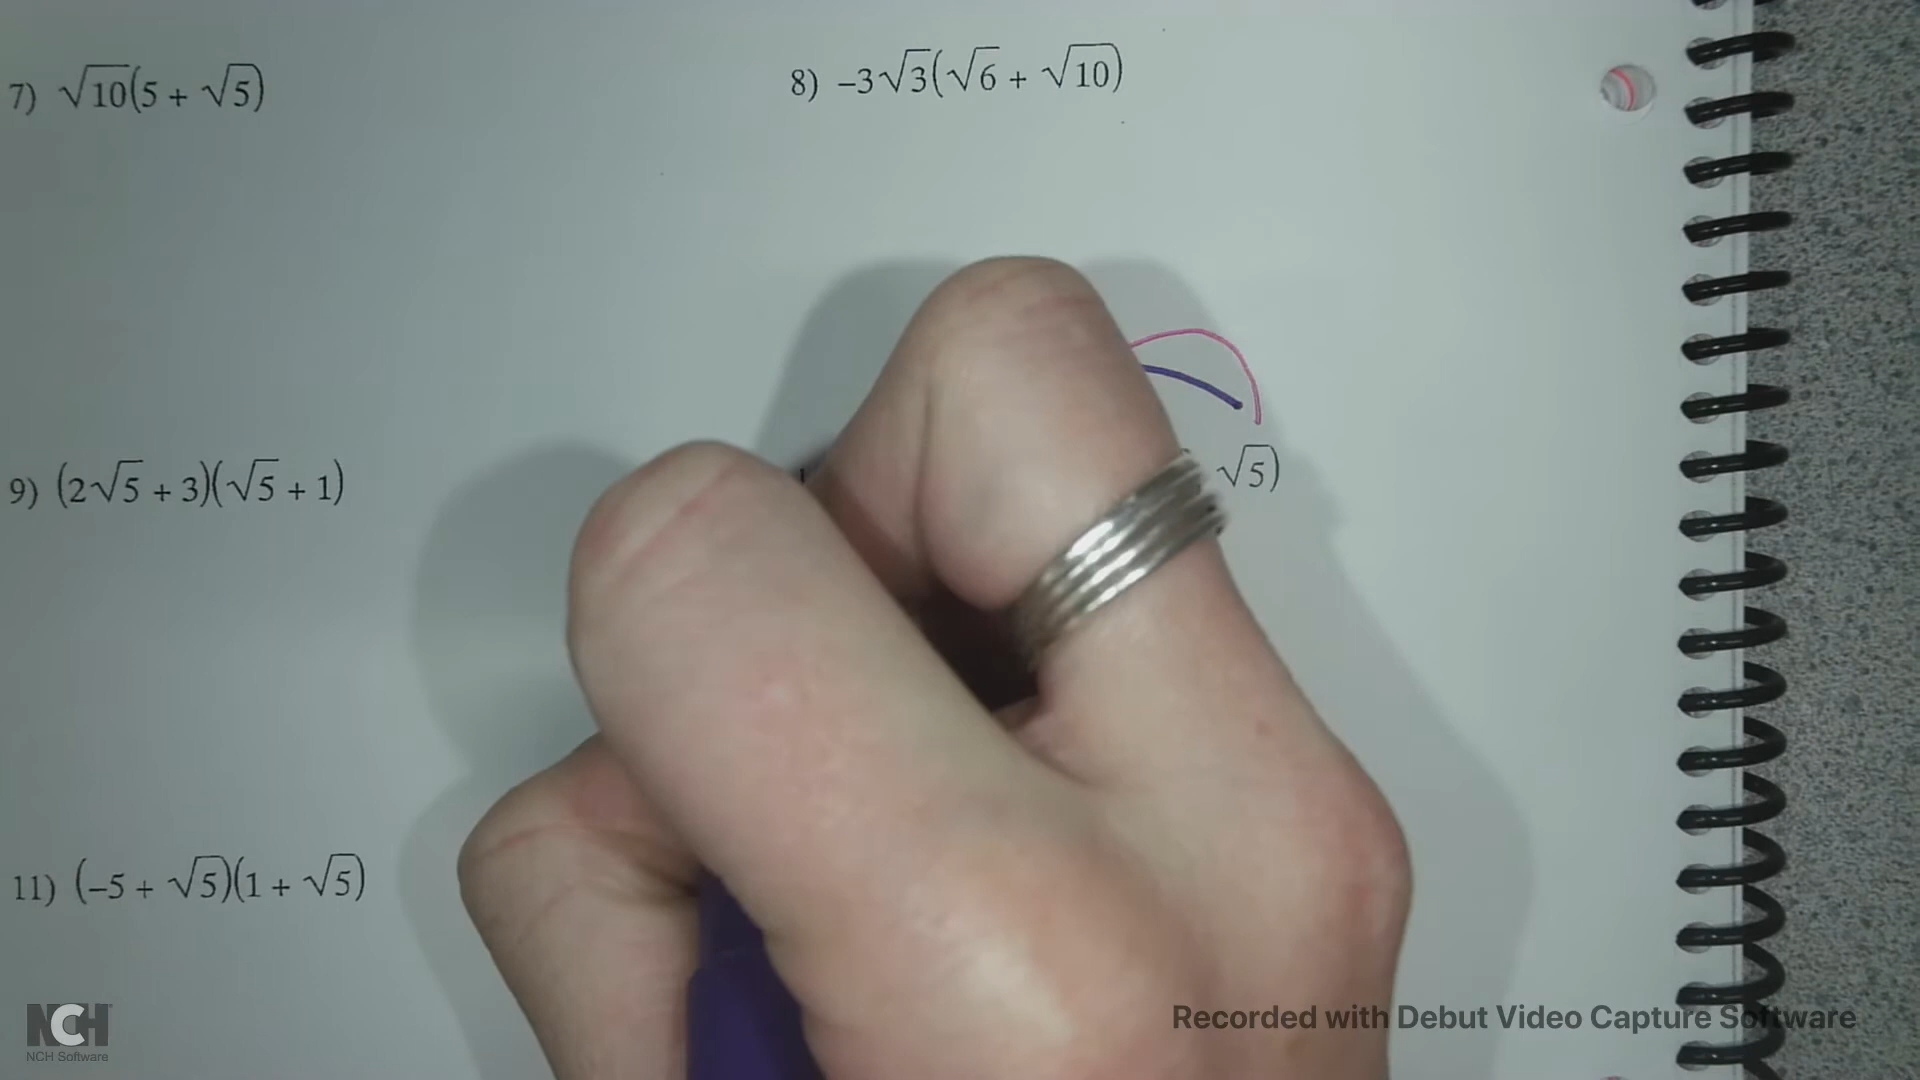 7) √10(5 + √5)
8) –3√3(√6 + √10)
√5)
9) (2√5 + 3)(√5 + 1)
11) (–5 + √5)(1 + √5)
NCH
NCH Software
Recorded with Debut Video Capture Software